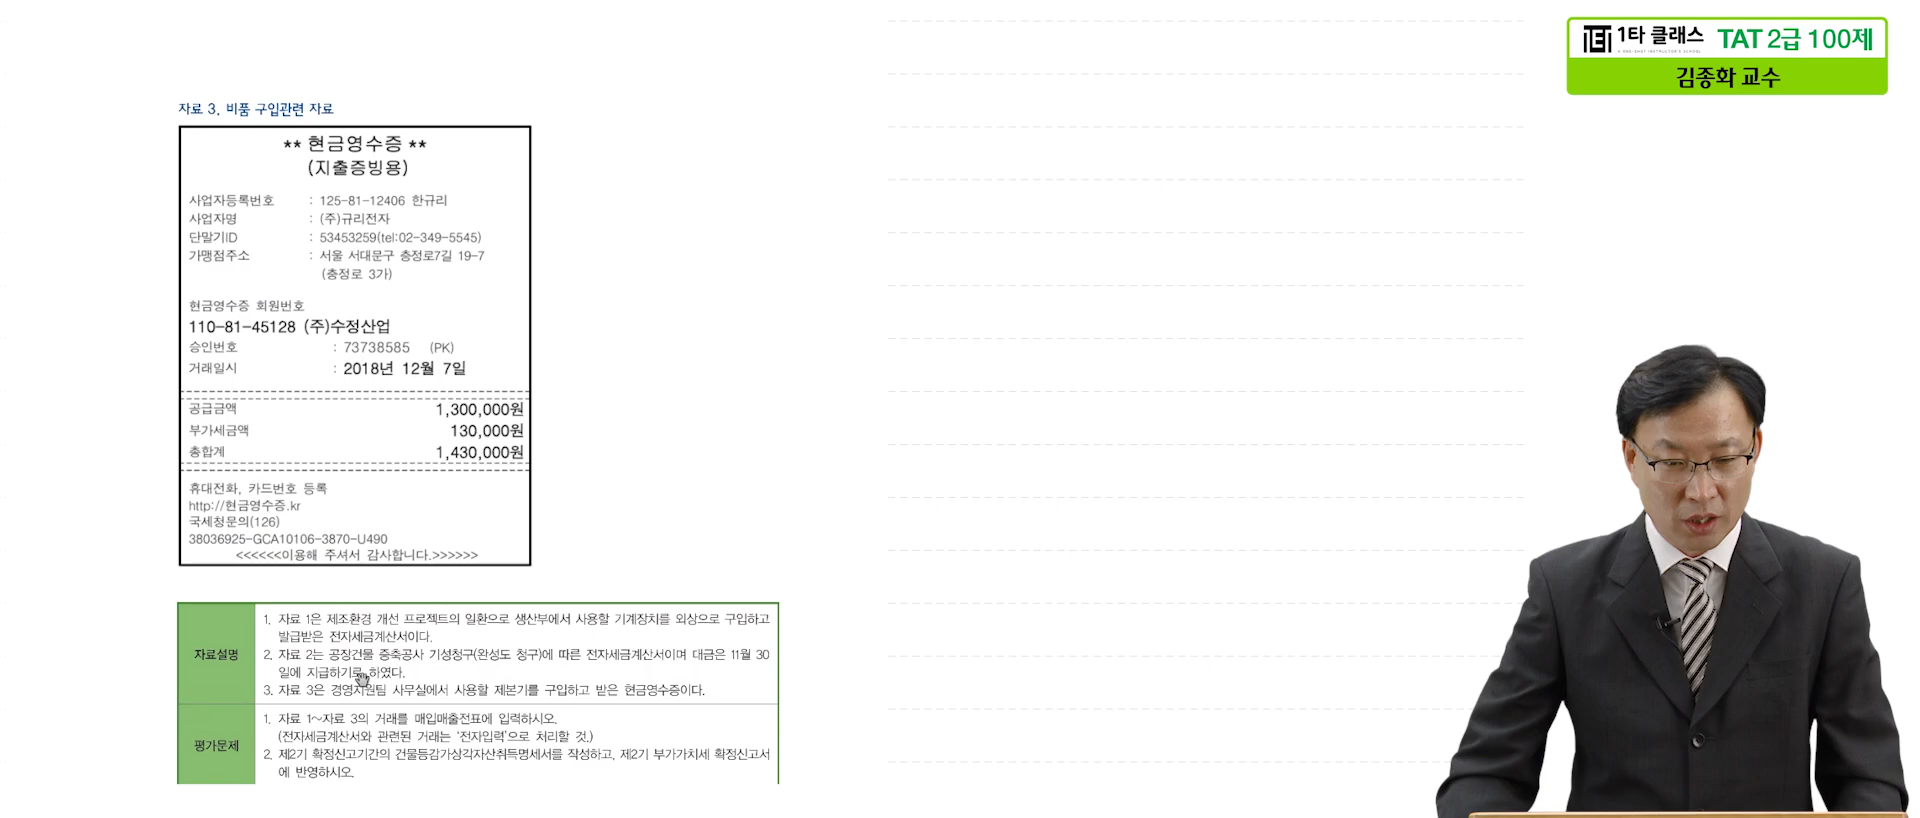 1타 클래스 TAT 2급 100제
김종화 교수
자료 3. 비품 구입관련 자료
** 현금영수증 **
(지출증빙용)
사업자등록번호 : 125-81-12406 한규리
사업자명 : (주)규리전자
단말기ID : 53453259(tel:02-349-5545)
가맹점주소 : 서울 서대문구 충정로7길 19-7
(충정로 3가)
현금영수증 회원번호
110-81-45128 (주)수정산업
승인번호 : 73738585 (PK)
거래일시 : 2018년 12월 7일
공급금액 1,300,000원
부가세금액 130,000원
총합계 1,430,000원
휴대전화, 카드번호 등록
http://현금영수증.kr
국세청문의(126)
38036925-GCA10106-3870-U490
<<<<<<이용해 주셔서 감사합니다.>>>>>>
자료설명
1. 자료 1은 제조환경 개선 프로젝트의 일환으로 생산부에서 사용할 기계장치를 외상으로 구입하고
발급받은 전자세금계산서이다.
2. 자료 2는 공장건물 증축공사 기성청구(완성도 청구)에 따른 전자세금계산서이며 대금은 11월 30
일에 지급하기로 하였다.
3. 자료 3은 경영지원팀 사무실에서 사용할 제본기를 구입하고 받은 현금영수증이다.
평가문제
1. 자료 1~자료 3의 거래를 매입매출전표에 입력하시오.
(전자세금계산서와 관련된 거래는 '전자입력'으로 처리할 것.)
2. 제2기 확정신고기간의 건물등감가상각자산취득명세서를 작성하고, 제2기 부가가치세 확정신고서
에 반영하시오.